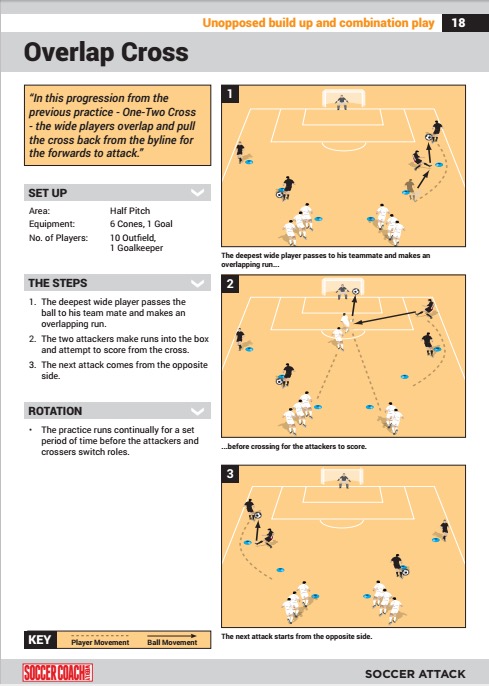 Unopposed build up and combination play 18
Overlap Cross
“In this progression from the
previous practice - One-Two Cross
- the wide players overlap and pull
the cross back from the byline for
the forwards to attack.”
SET UP
Area: Half Pitch
Equipment: 6 Cones, 1 Goal
No. of Players: 10 Outfield,
1 Goalkeeper
THE STEPS
1. The deepest wide player passes the
ball to his team mate and makes an
overlapping run.
2. The two attackers make runs into the box
and attempt to score from the cross.
3. The next attack comes from the opposite
side.
ROTATION
• The practice runs continually for a set
period of time before the attackers and
crossers switch roles.
1
The deepest wide player passes to his teammate and makes an
overlapping run...
2
...before crossing for the attackers to score.
3
The next attack starts from the opposite side.
KEY Player Movement Ball Movement
SOCCER COACH
SOCCER ATTACK